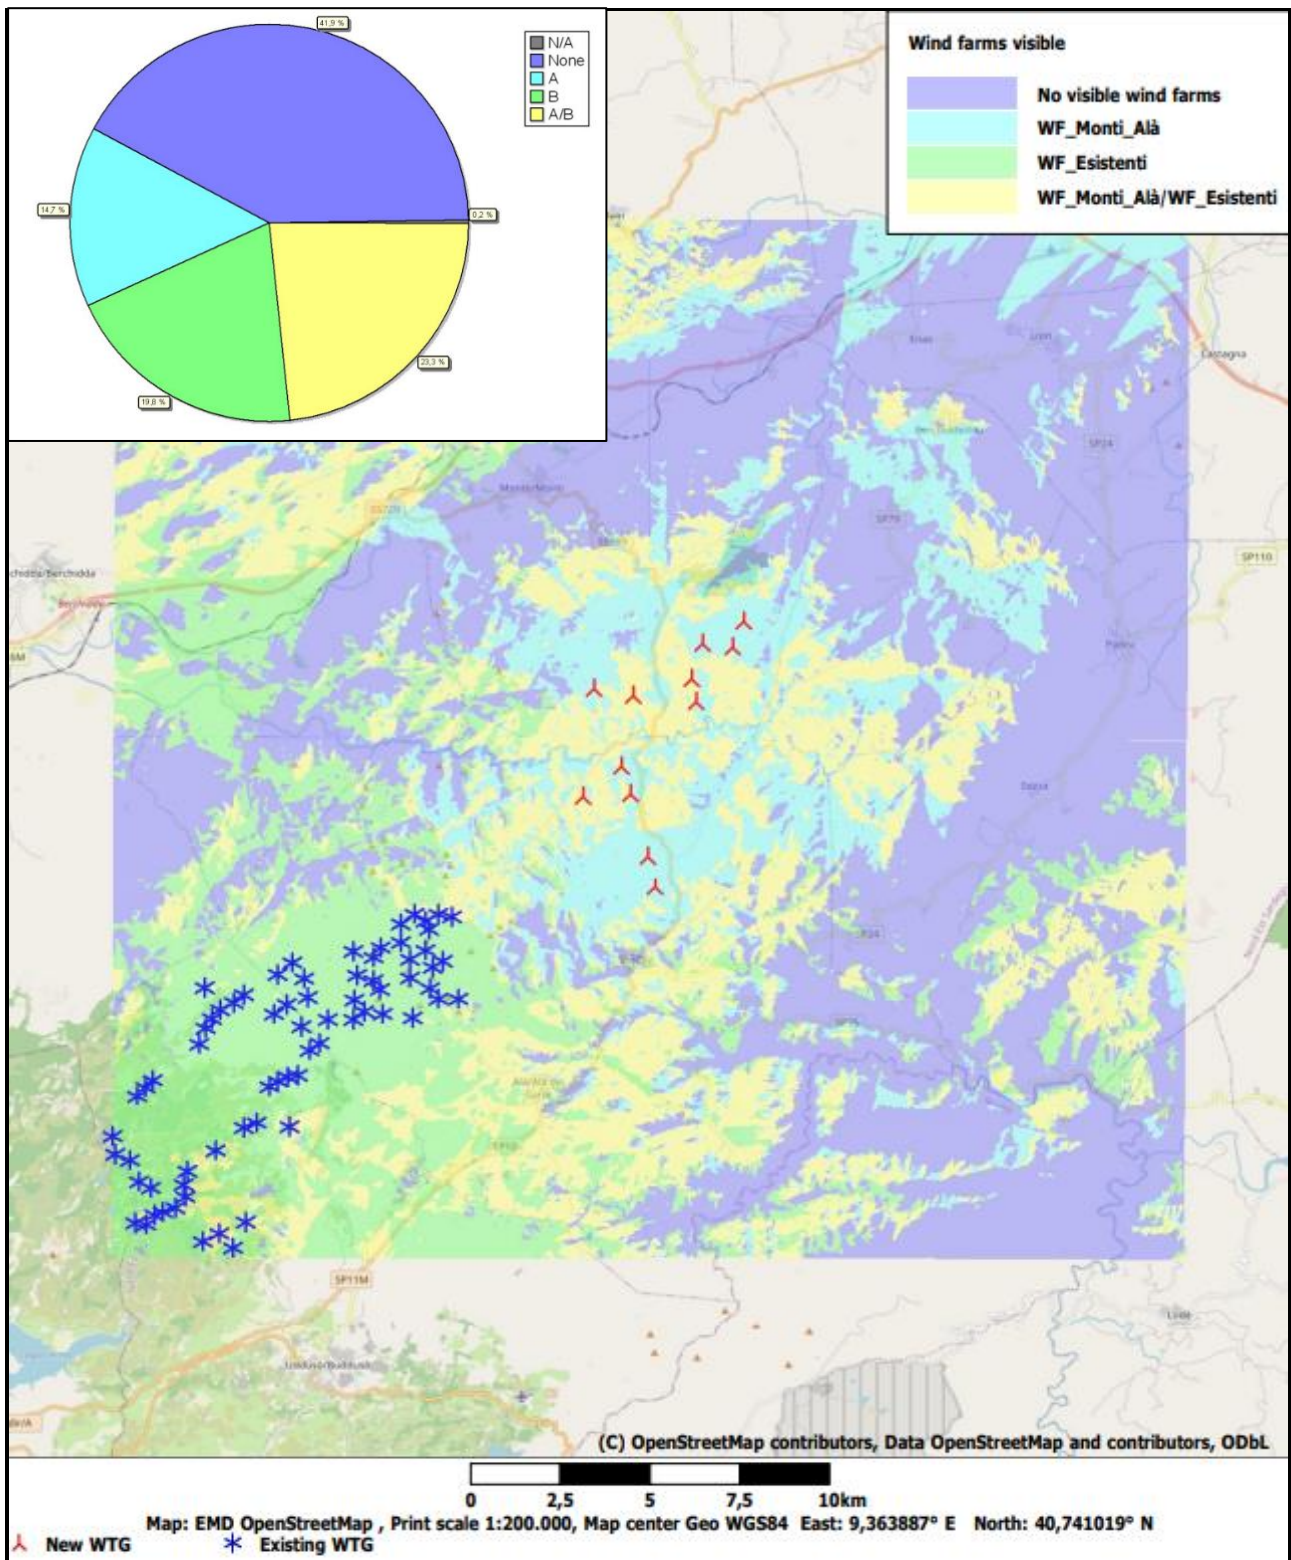 41,9 %
N/A
None
A
B
A/B
14,7 %
0,2 %
23,3 %
19,8 %
Wind farms visible
No visible wind farms
WF_Monti_Alà
WF_Esistenti
WF_Monti_Alà/WF_Esistenti
SP24
SP110
SP24
SP11M
(C) OpenStreetMap contributors, Data OpenStreetMap and contributors, ODbL
0 2,5 5 7,5 10km
Map: EMD OpenStreetMap , Print scale 1:200.000, Map center Geo WGS84 East: 9,363887° E North: 40,741019° N
New WTG Existing WTG